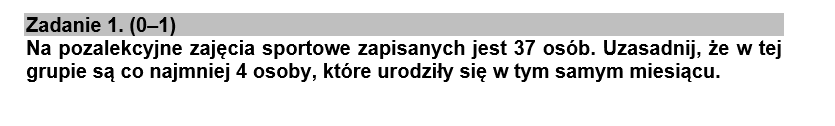 Zadanie 1. (0–1)
Na pozalekcyjne zajęcia sportowe zapisanych jest 37 osób. Uzasadnij, że w tej
grupie są co najmniej 4 osoby, które urodziły się w tym samym miesiącu.